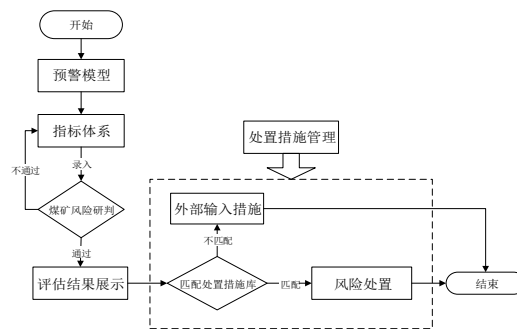 开始
预警模型
指标体系
处置措施管理
不通过
录入
煤矿风险研判
外部输入措施
通过
不匹配
评估结果展示
匹配处置措施库
匹配
风险处置
结束